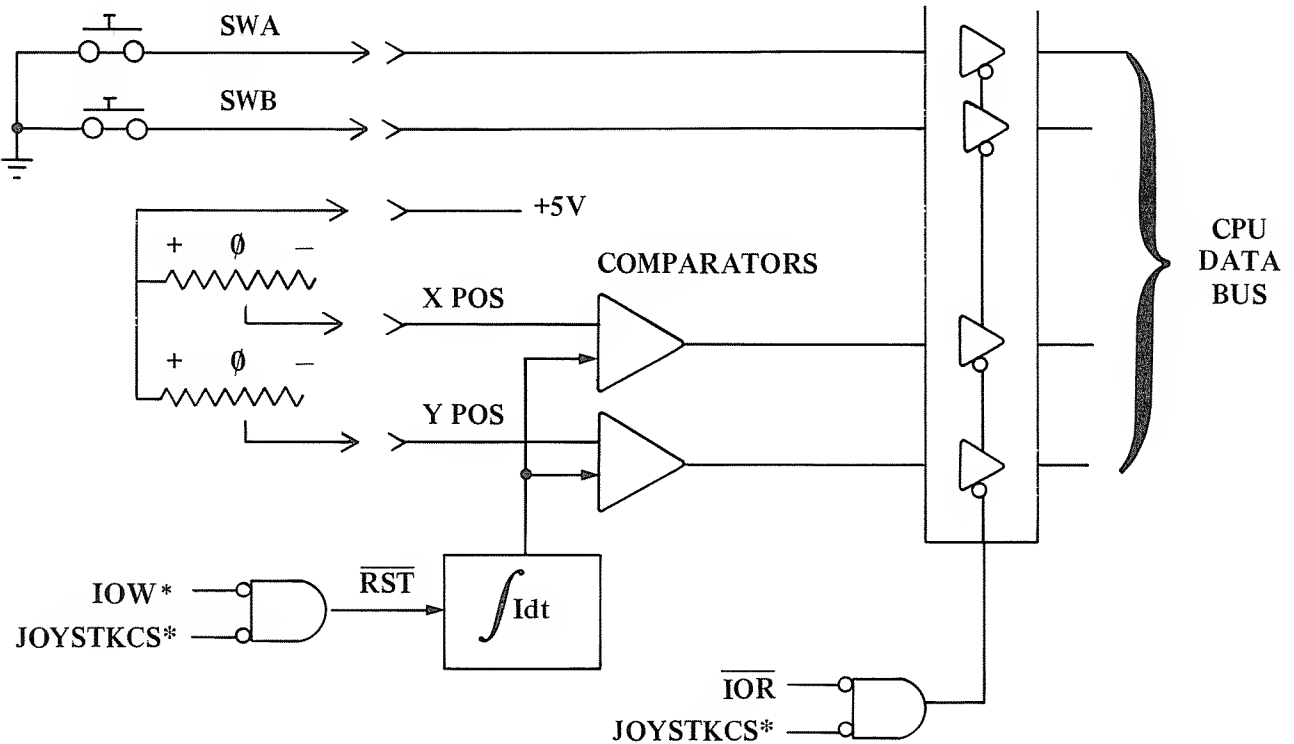 SWA
SWB
+5V
+ Ø −
X POS
COMPARATORS
+ Ø −
Y POS
CPU
DATA
BUS
IOW*
JOYSTKCS*
RST
∫Idt
IOR
JOYSTKCS*